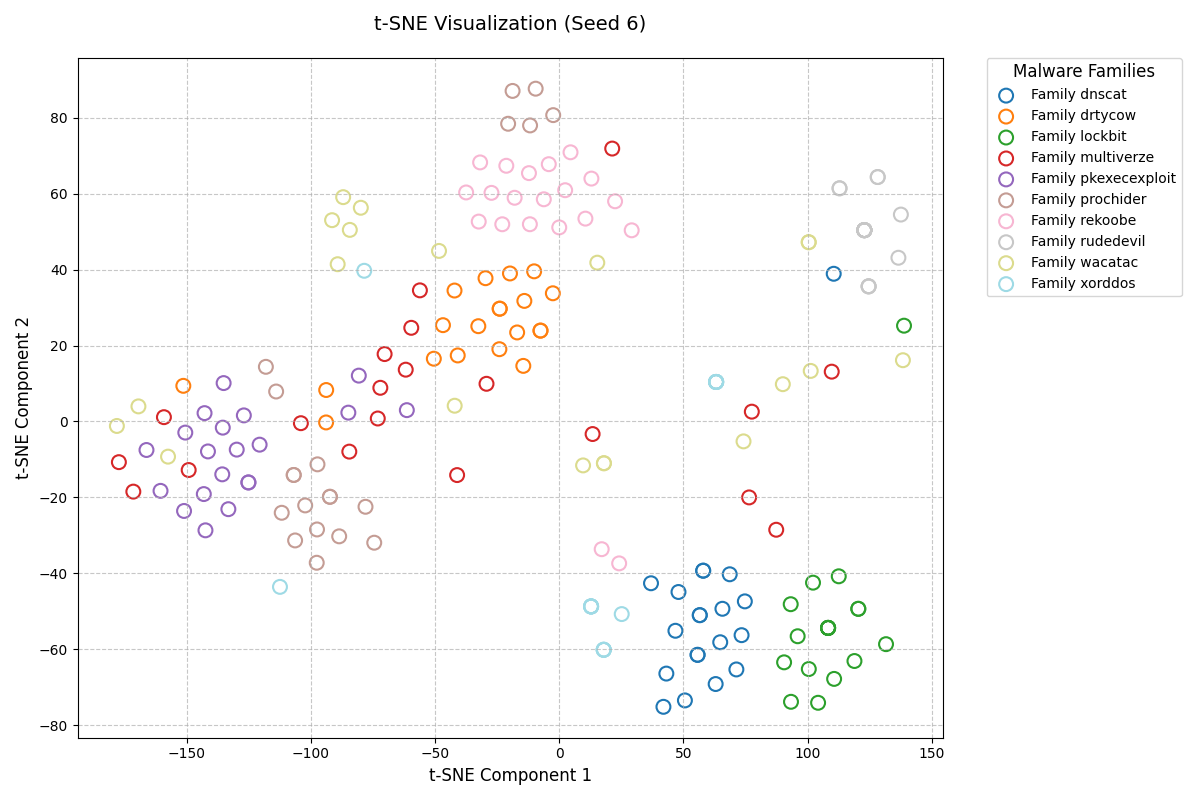 t-SNE Visualization (Seed 6)
Malware Families
Family dnscat
Family drtycow
Family lockbit
Family multiverze
Family pkexecexploit
Family prochider
Family rekoobe
Family rudedevil
Family wacatac
Family xorddos
t-SNE Component 2
80
60
40
20
0
−20
−40
−60
−80
−150
−100
−50
0
50
100
150
t-SNE Component 1